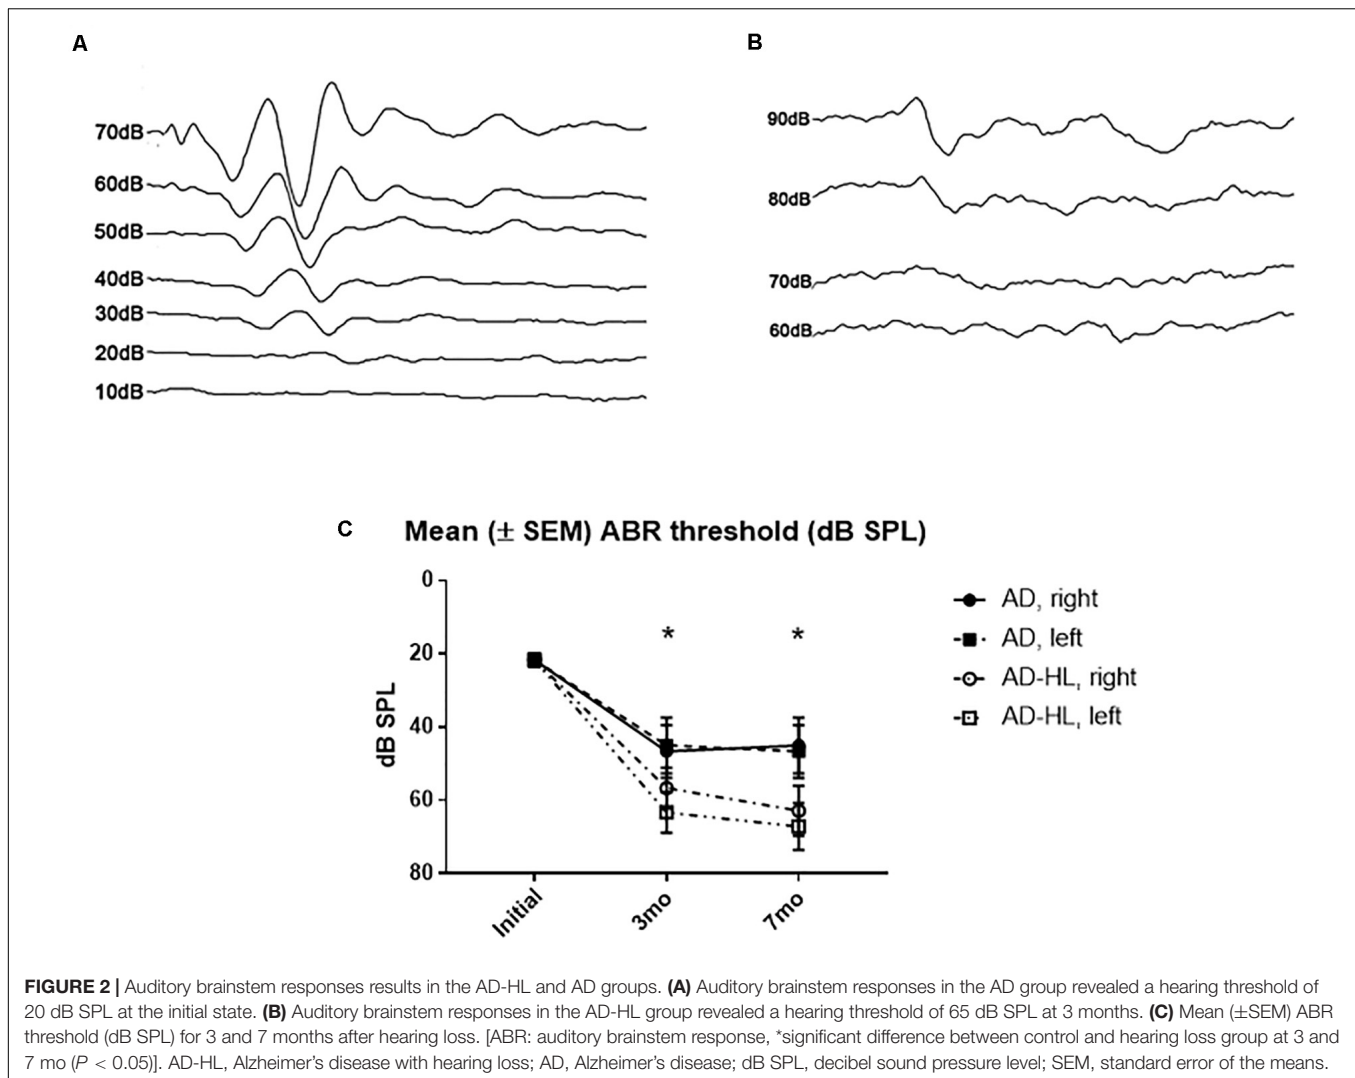 A
B
70dB
60dB
50dB
40dB
30dB
20dB
10dB
90dB
80dB
70dB
60dB
C
Mean (± SEM) ABR threshold (dB SPL)
dB SPL
0
20
40
60
80
*
*
Initial
3mo
7mo
AD, right
AD, left
AD-HL, right
AD-HL, left
FIGURE 2 | Auditory brainstem responses results in the AD-HL and AD groups. (A) Auditory brainstem responses in the AD group revealed a hearing threshold of
20 dB SPL at the initial state. (B) Auditory brainstem responses in the AD-HL group revealed a hearing threshold of 65 dB SPL at 3 months. (C) Mean (±SEM) ABR
threshold (dB SPL) for 3 and 7 months after hearing loss. [ABR: auditory brainstem response, *significant difference between control and hearing loss group at 3 and
7 mo (P < 0.05)]. AD-HL, Alzheimer's disease with hearing loss; AD, Alzheimer's disease; dB SPL, decibel sound pressure level; SEM, standard error of the means.